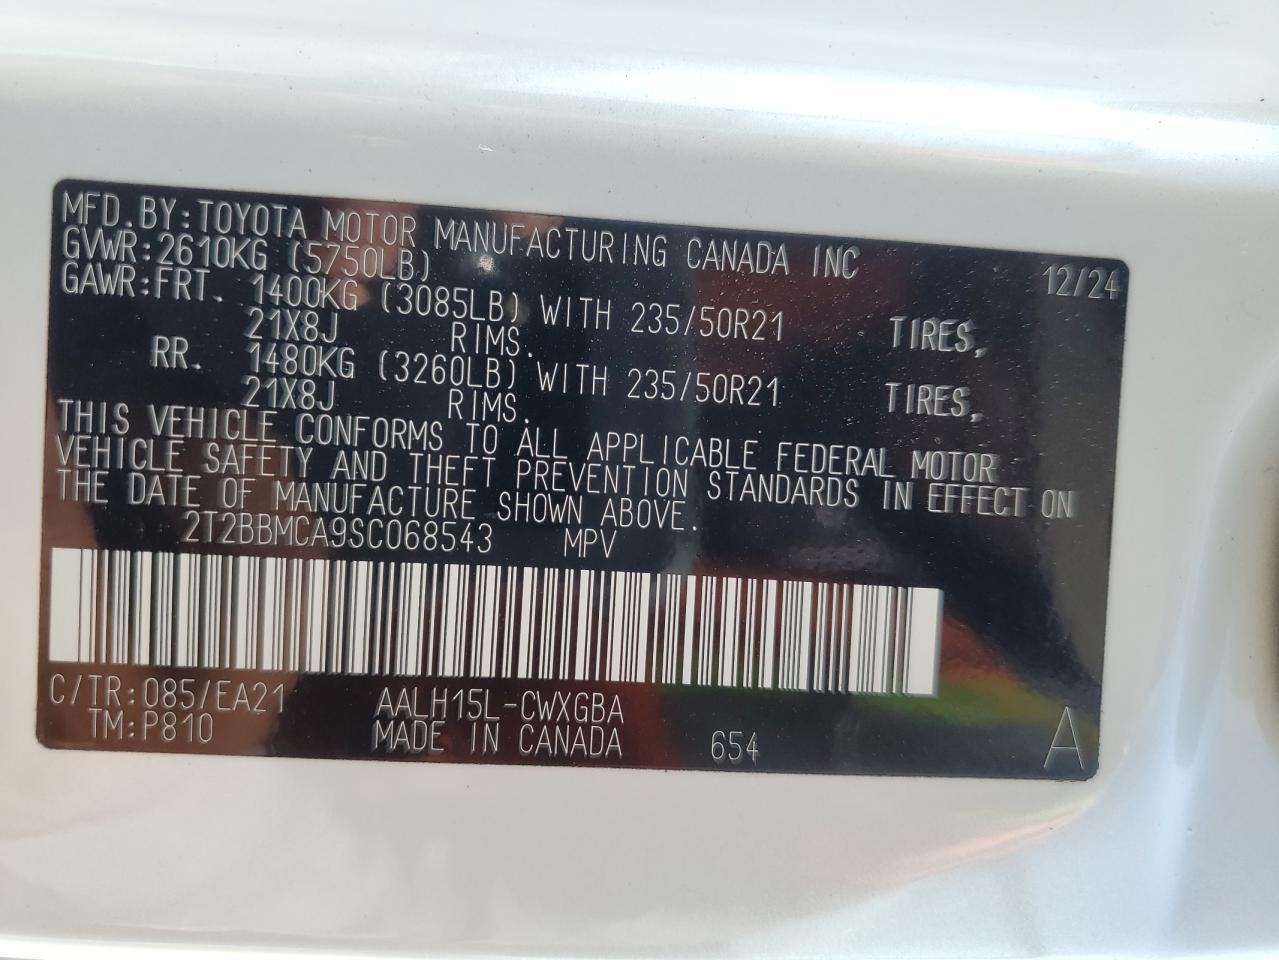 MFD.BY:TOYOTA MOTOR MANUFACTURING CANADA INC 12/24
GVWR:2610KG (5750LB)
GAWR:FRT. 1400KG (3085LB) WITH 235/50R21 TIRES,
21X8J RIMS.
RR. 1480KG (3260LB) WITH 235/50R21 TIRES,
21X8J RIMS.
THIS VEHICLE CONFORMS TO ALL APPLICABLE FEDERAL MOTOR
VEHICLE SAFETY AND THEFT PREVENTION STANDARDS IN EFFECT ON
THE DATE OF MANUFACTURE SHOWN ABOVE.
2T2BBMCA9SC068543 MPV
C/TR:085/EA21 AALH15L-CWXGBA
TM:P810 MADE IN CANADA 654 A